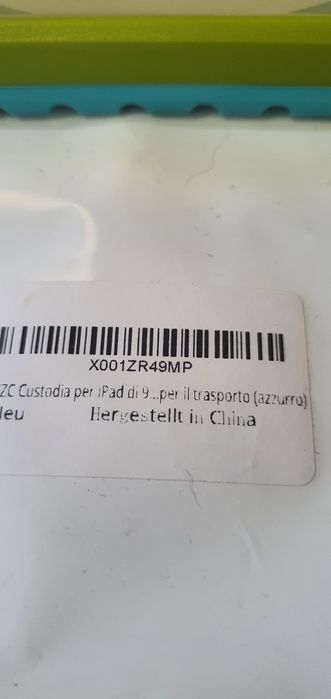 X001ZR49MP
ZC Custodia per iPad di 9...per il trasporto (azzurro)
leu Hergestellt in China